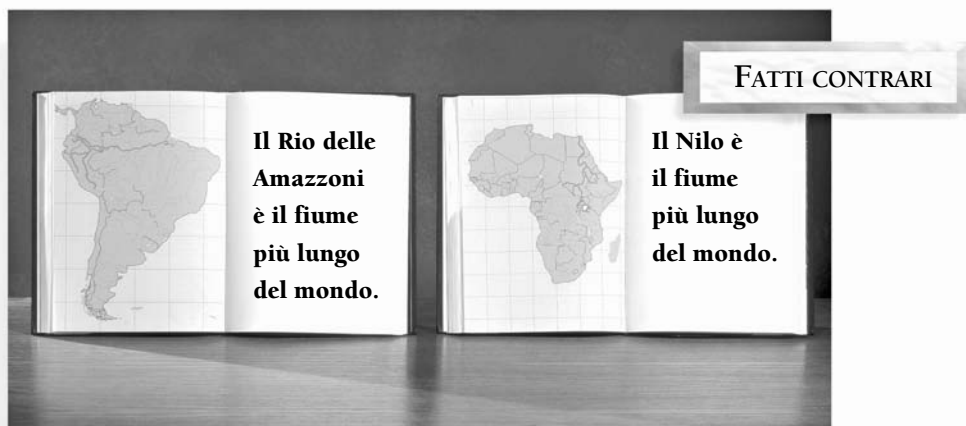 FATTI CONTRARI
Il Rio delle
Amazzoni
è il fiume
più lungo
del mondo.
Il Nilo è
il fiume
più lungo
del mondo.